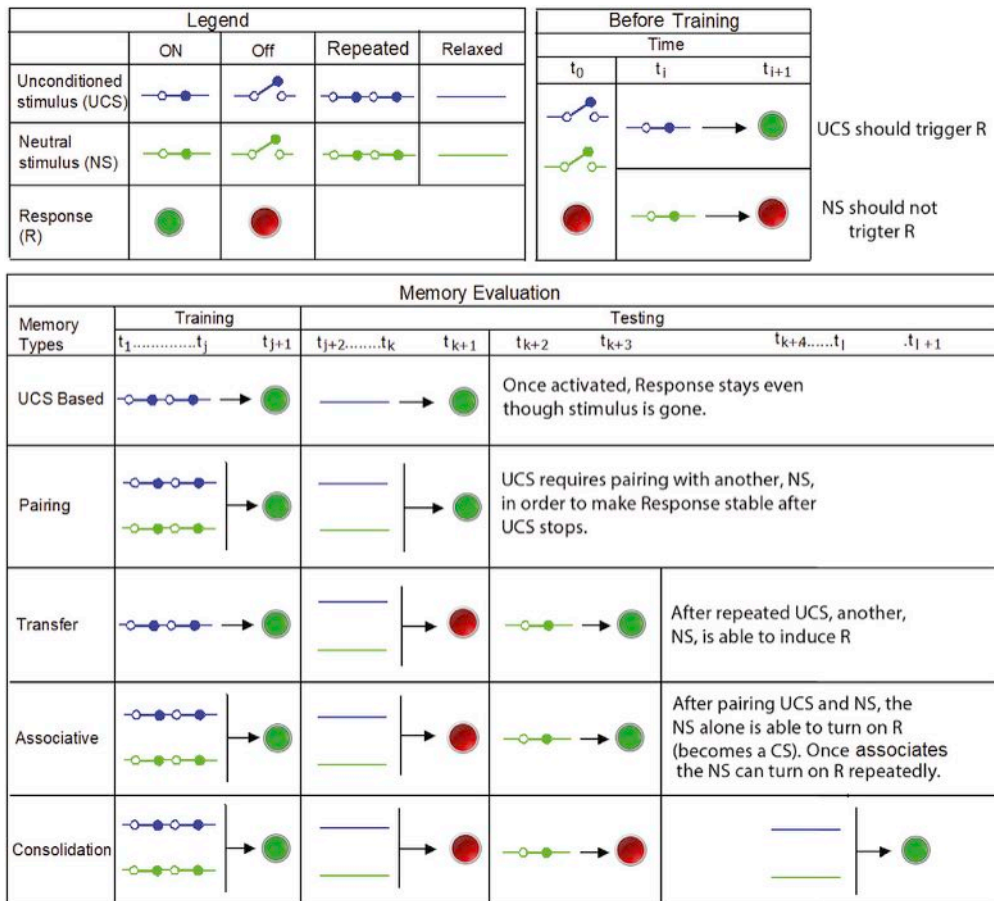 Legend
ON Off Repeated Relaxed
Unconditioned
stimulus (UCS)
Neutral
stimulus (NS)
Response
(R)
Before Training
Time
t0 ti ti+1
UCS should trigger R
NS should not
trigter R
Memory Evaluation
Memory
Types
Training
Testing
t1.............tj tj+1 tj+2........tk tk+1 tk+2 tk+3 tk+4......tl .tl +1
UCS Based
Once activated, Response stays even
though stimulus is gone.
Pairing
UCS requires pairing with another, NS,
in order to make Response stable after
UCS stops.
Transfer
After repeated UCS, another,
NS, is able to induce R
Associative
After pairing UCS and NS, the
NS alone is able to turn on R
(becomes a CS). Once associates
the NS can turn on R repeatedly.
Consolidation